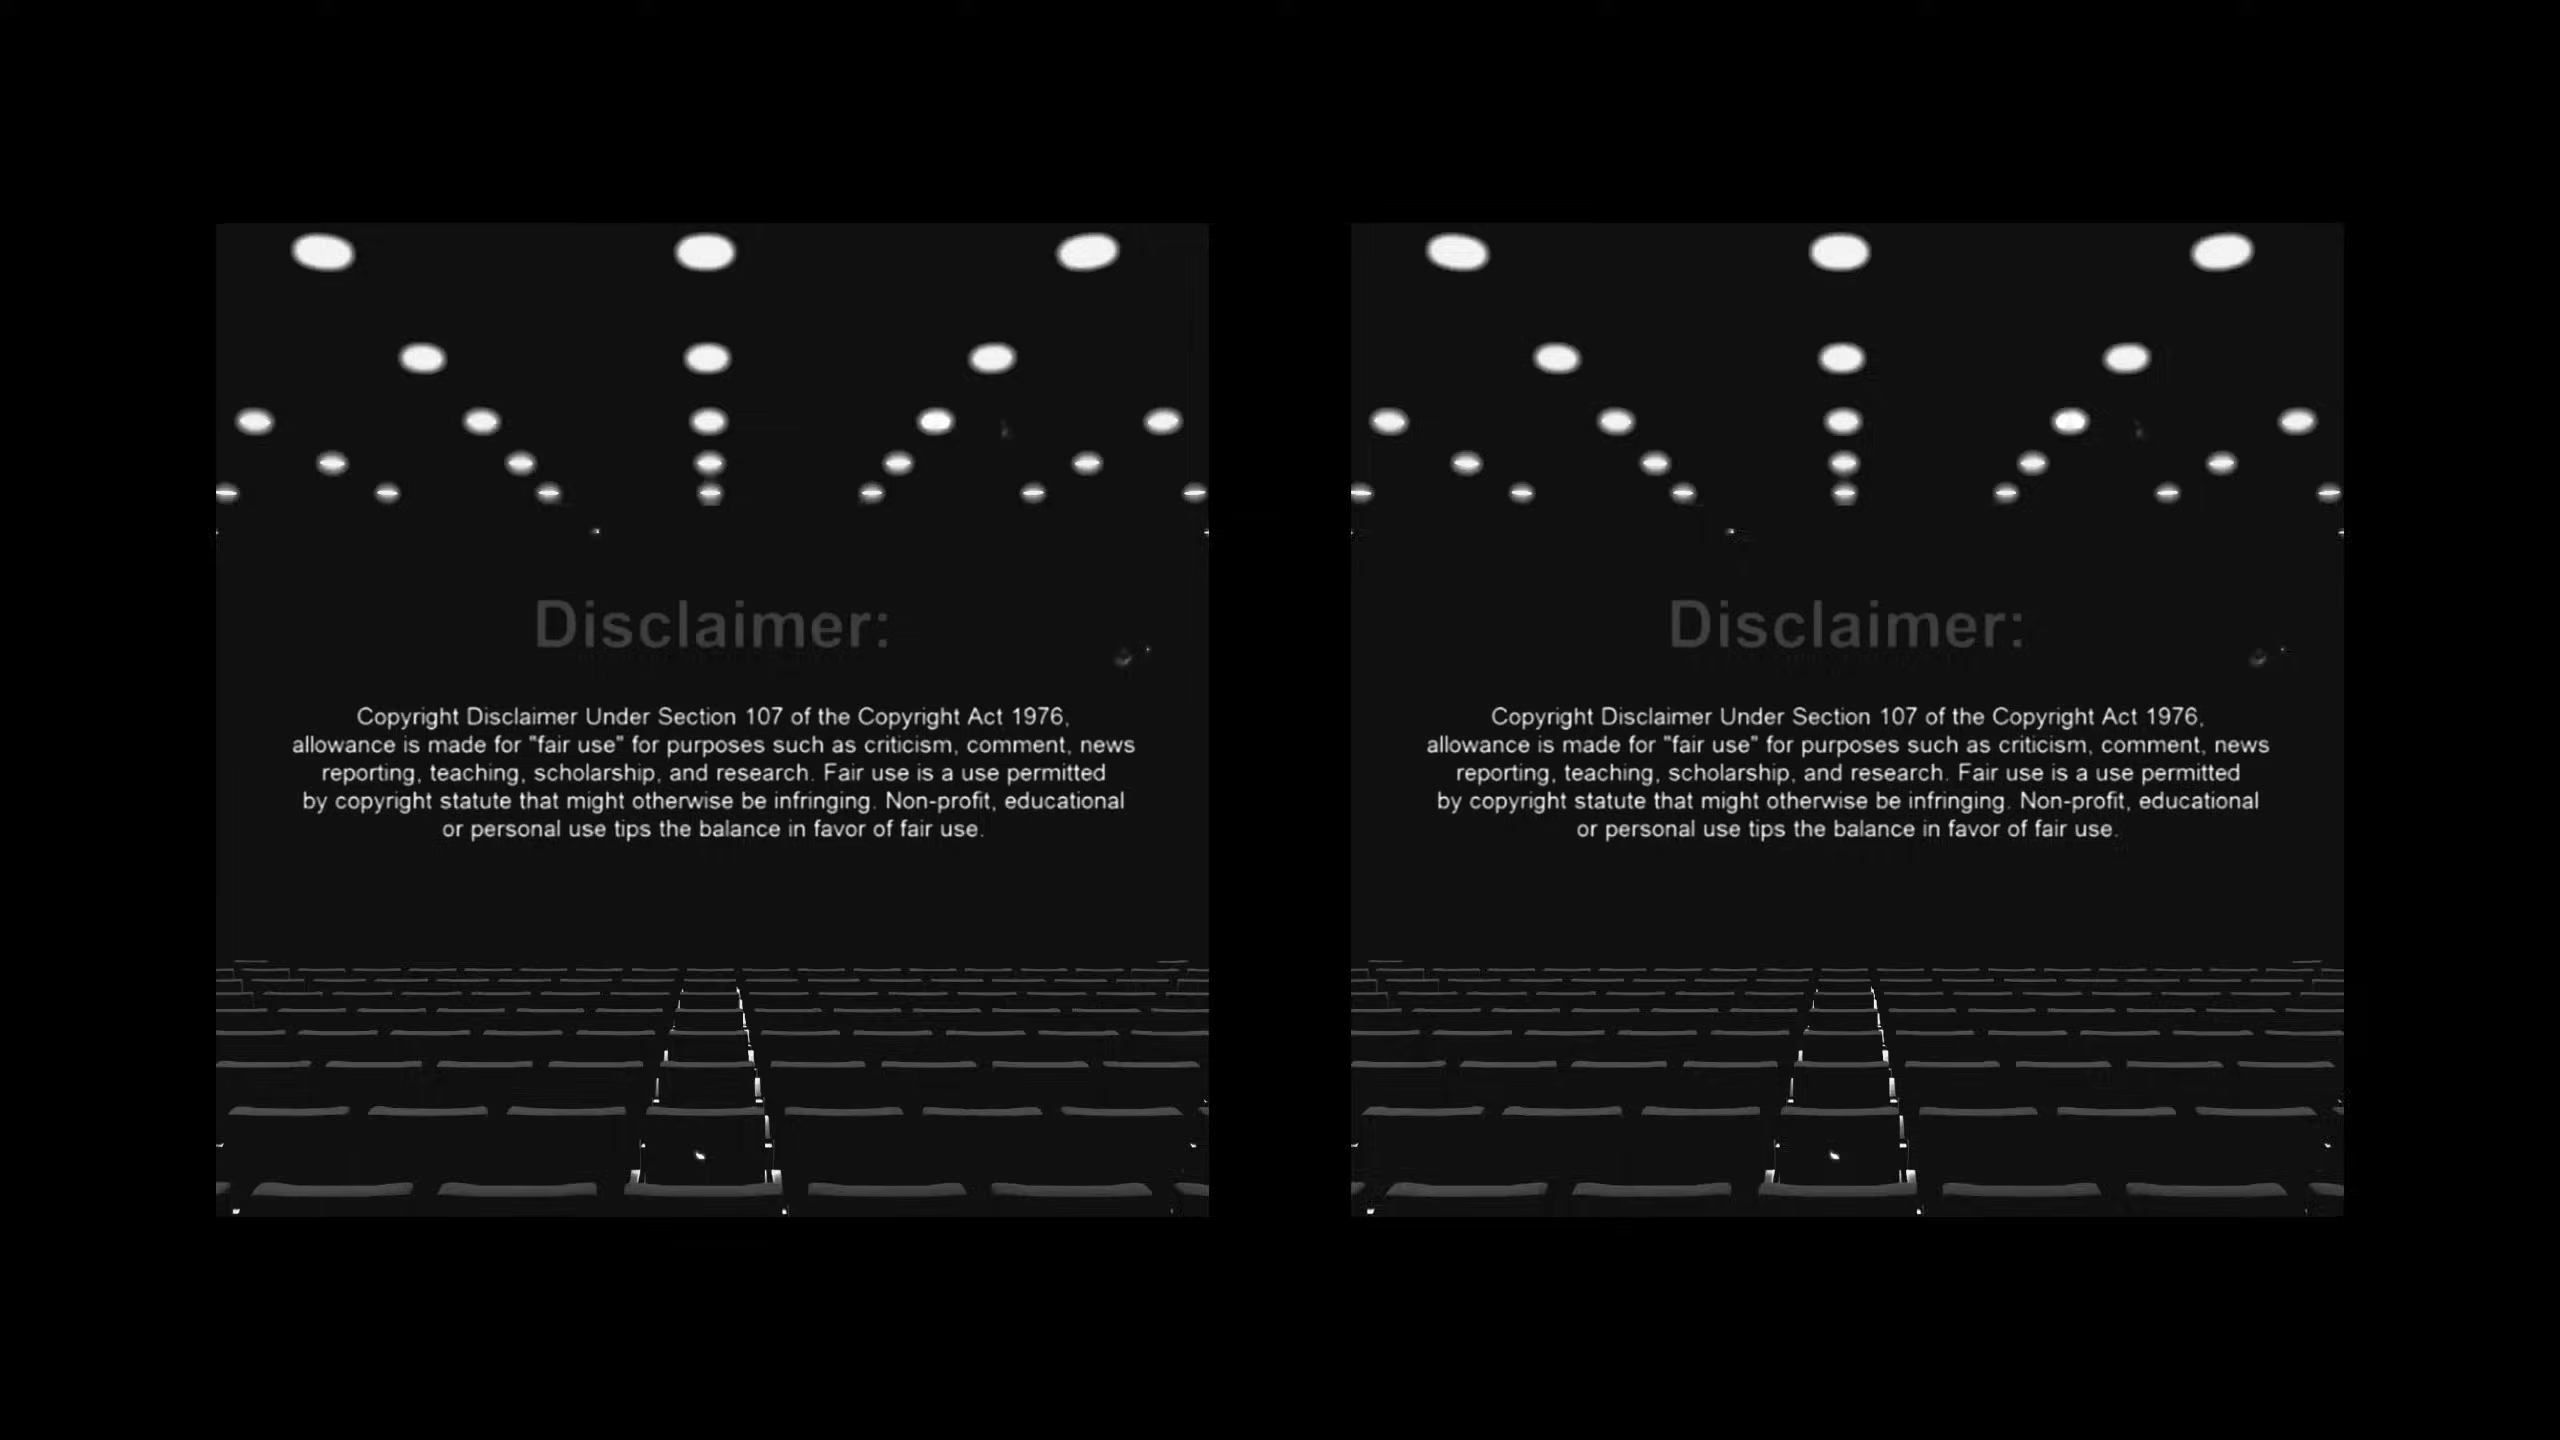 Disclaimer:
Copyright Disclaimer Under Section 107 of the Copyright Act 1976,
allowance is made for "fair use" for purposes such as criticism, comment, news
reporting, teaching, scholarship, and research. Fair use is a use permitted
by copyright statute that might otherwise be infringing. Non-profit, educational
or personal use tips the balance in favor of fair use.
Disclaimer:
Copyright Disclaimer Under Section 107 of the Copyright Act 1976,
allowance is made for "fair use" for purposes such as criticism, comment, news
reporting, teaching, scholarship, and research. Fair use is a use permitted
by copyright statute that might otherwise be infringing. Non-profit, educational
or personal use tips the balance in favor of fair use.